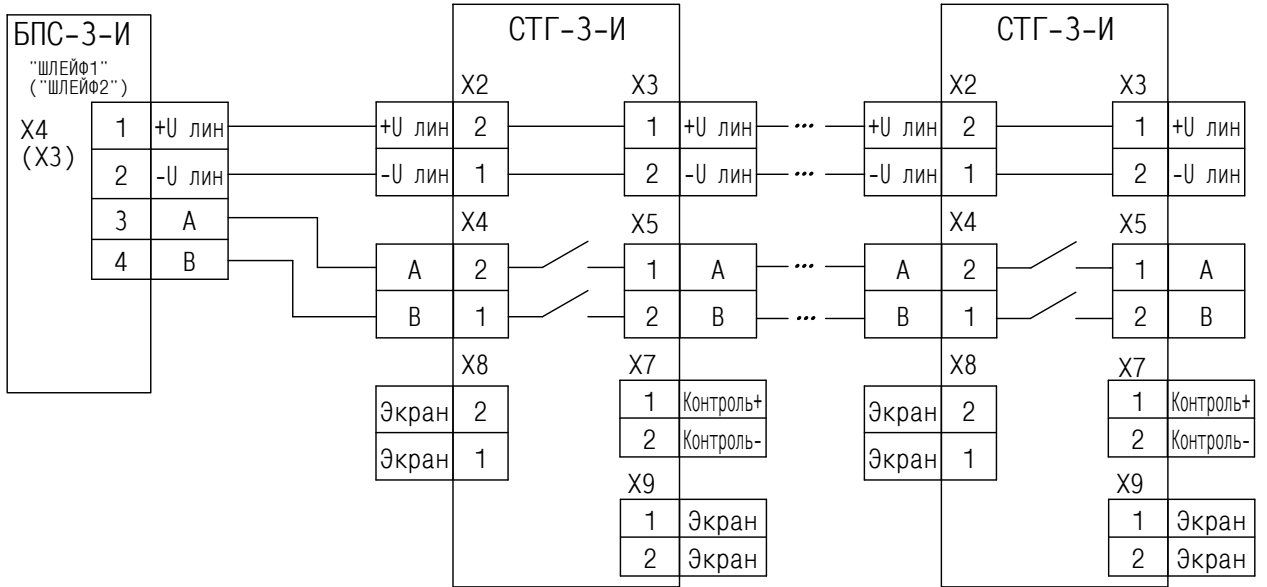 БПС-3-И
"ШЛЕЙФ1"
("ШЛЕЙФ2")
X4
(X3)
1 +U лин
2 -U лин
3 A
4 B
СТГ-3-И
X2 X3
+U лин 2 1 +U лин ...
-U лин 1 2 -U лин ...
X4 X5
A 2 1 A ...
B 1 2 B ...
X8 X7
Экран 2 1 Контроль+
Экран 1 2 Контроль-
X9
1 Экран
2 Экран
СТГ-3-И
X2 X3
+U лин 2 1 +U лин
-U лин 1 2 -U лин
X4 X5
A 2 1 A
B 1 2 B
X8 X7
Экран 2 1 Контроль+
Экран 1 2 Контроль-
X9
1 Экран
2 Экран